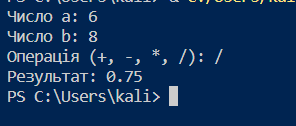 Число a: 6
Число b: 8
Операція (+, -, *, /): /
Результат: 0.75
PS C:\Users\kali>